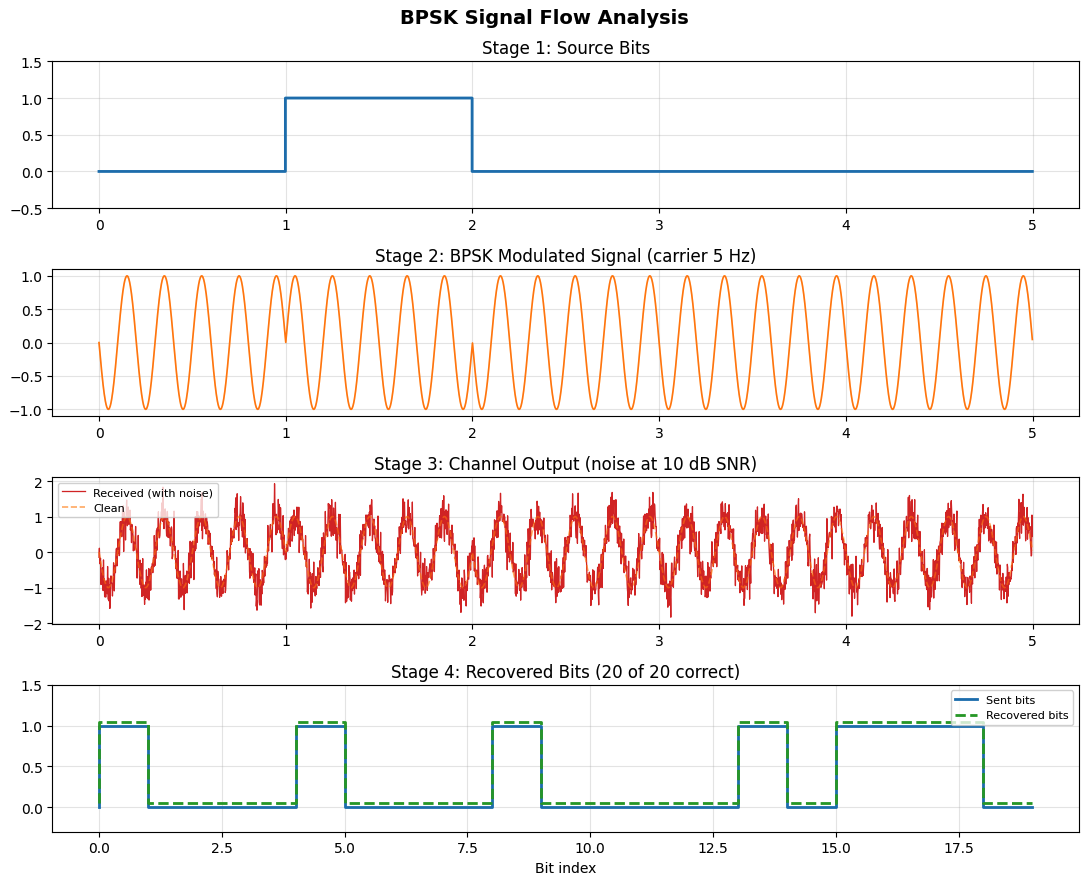 BPSK Signal Flow Analysis
Stage 1: Source Bits
1.5
1.0
0.5
0.0
−0.5
0 1 2 3 4 5
Stage 2: BPSK Modulated Signal (carrier 5 Hz)
1.0
0.5
0.0
−0.5
−1.0
0 1 2 3 4 5
Stage 3: Channel Output (noise at 10 dB SNR)
2
1
0
−1
−2
Received (with noise)
Clean
0 1 2 3 4 5
Stage 4: Recovered Bits (20 of 20 correct)
1.5
1.0
0.5
0.0
Sent bits
Recovered bits
0.0 2.5 5.0 7.5 10.0 12.5 15.0 17.5
Bit index